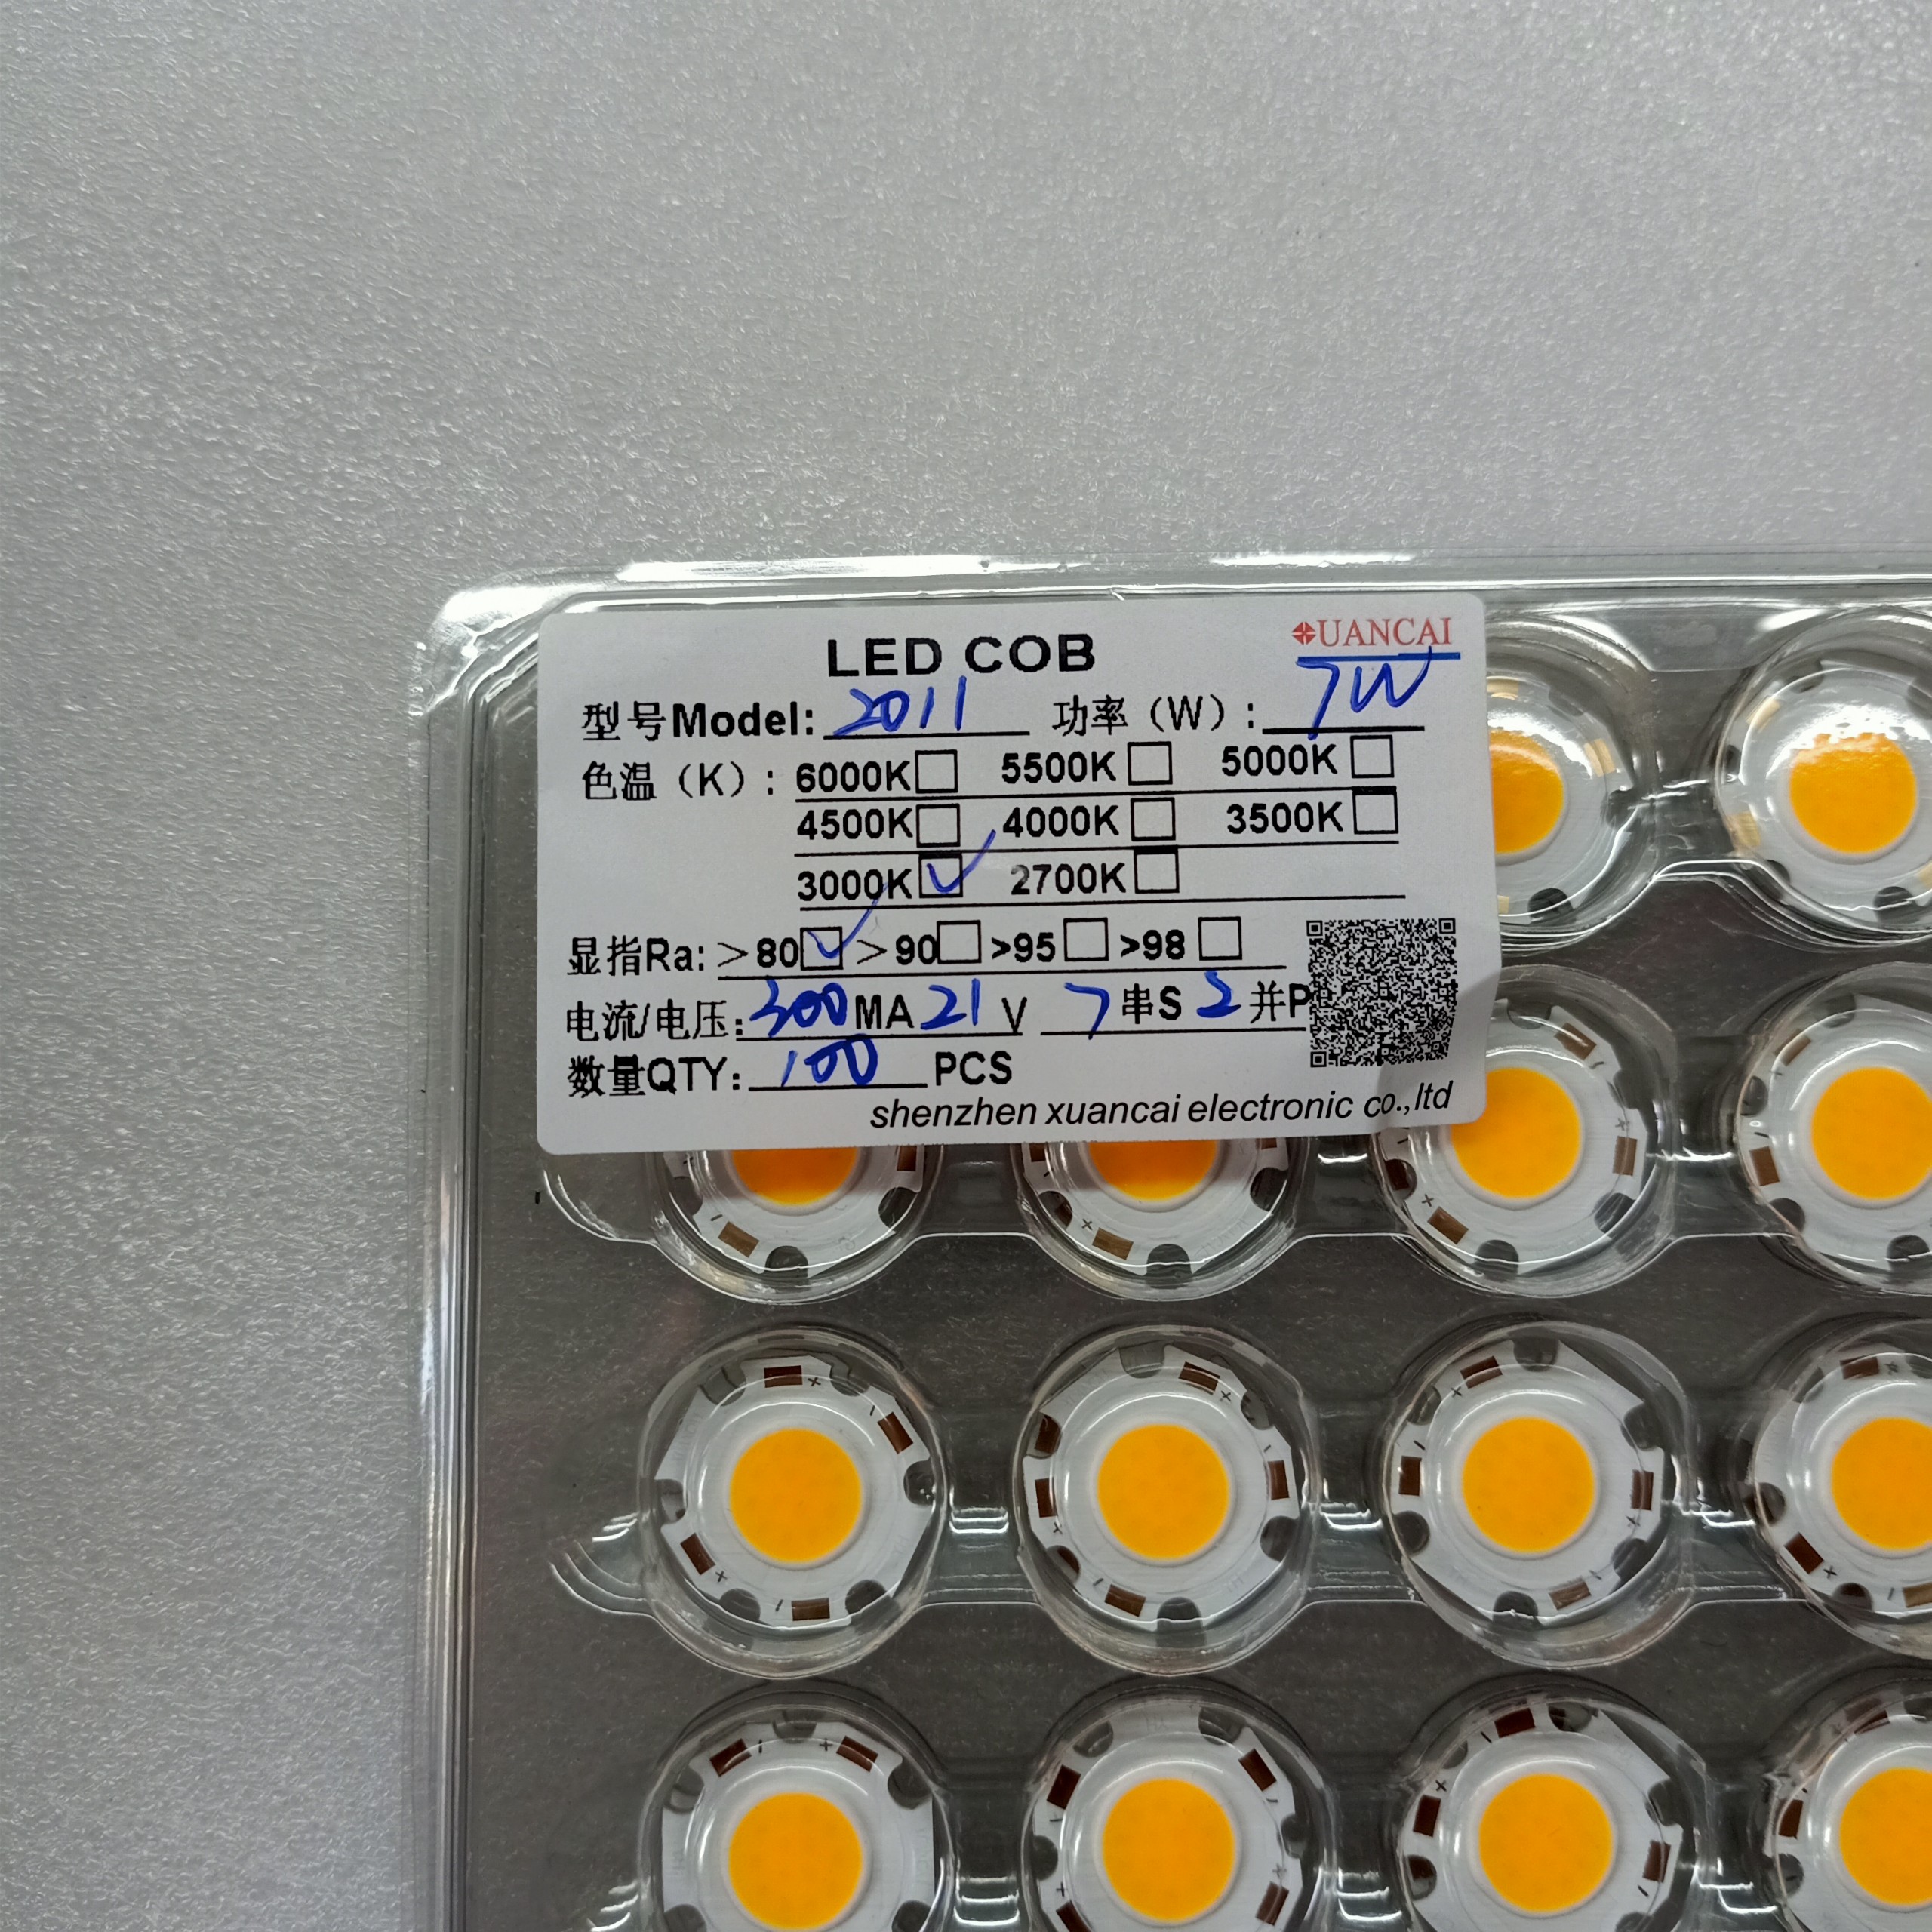 LED COB
XUANCAI
型号Model: 2011 功率（W）: 7W
色温（K）: 6000K 5500K 5000K
4500K 4000K 3500K
3000K ✓ 2700K
显指Ra: >80 ✓ >90 >95 >98
电流/电压: 300 MA 21 V 7 串S 2 并P
数量QTY: 100 PCS
shenzhen xuancai electronic co.,ltd